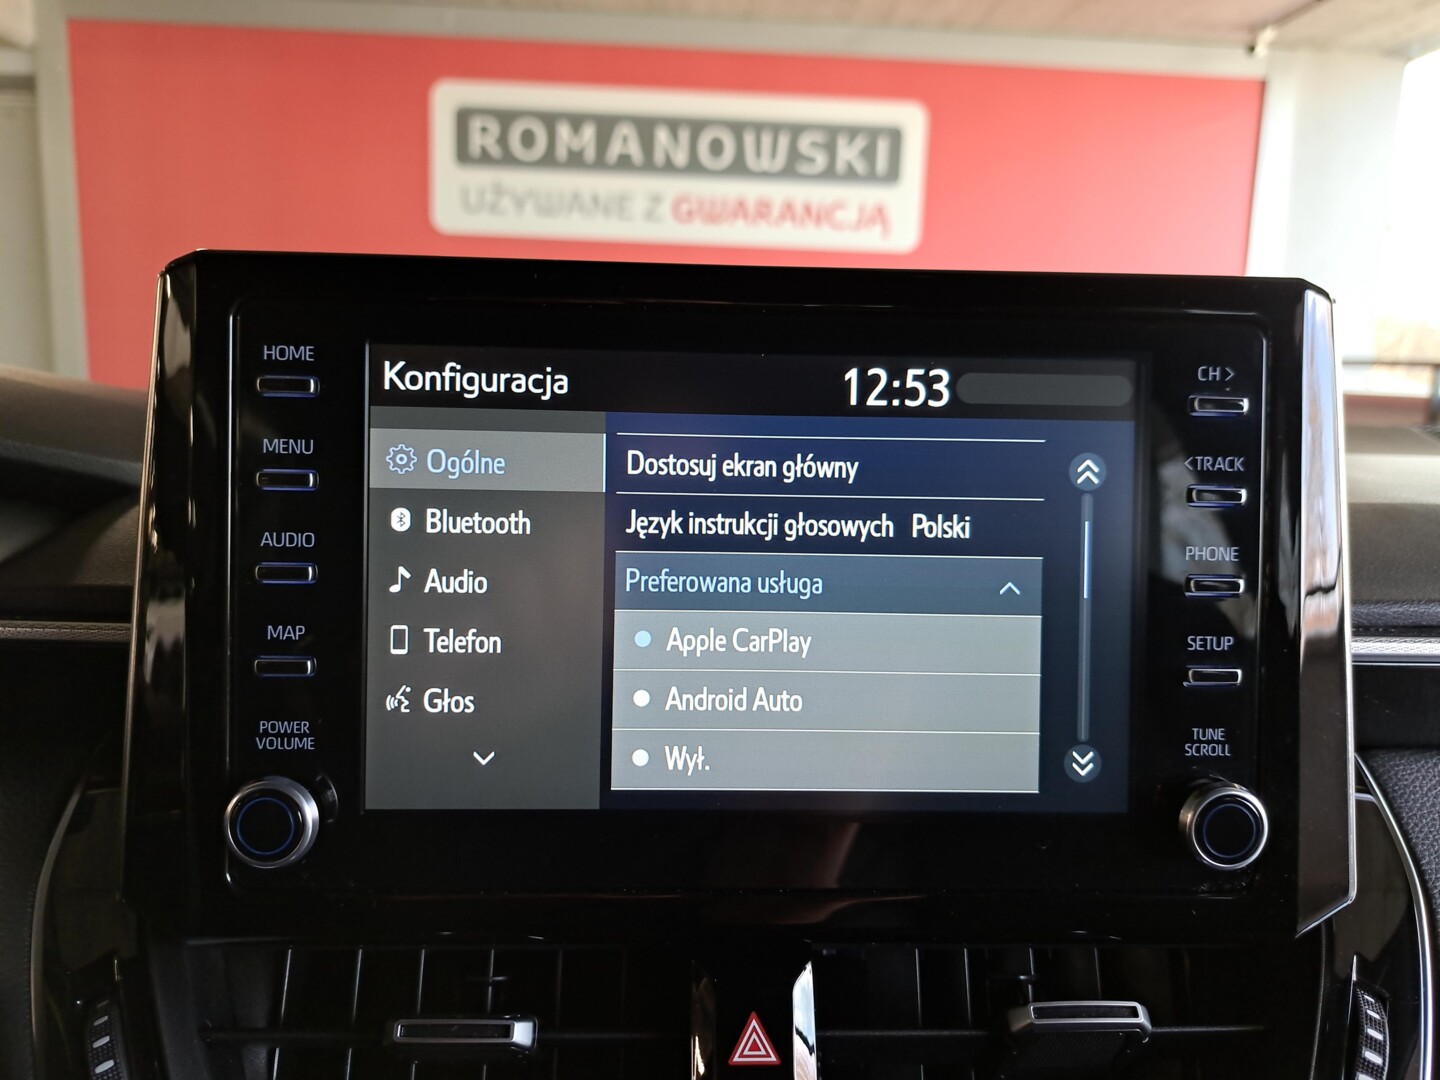 ROMANOWSKI
UŻYWANE Z GWARANCJĄ
HOME
MENU
AUDIO
MAP
POWER
VOLUME
Konfiguracja
12:53
Ogólne
Bluetooth
Audio
Telefon
Głos
Dostosuj ekran główny
Język instrukcji głosowych Polski
Preferowana usługa
Apple CarPlay
Android Auto
Wył.
CH>
<TRACK
PHONE
SETUP
TUNE
SCROLL